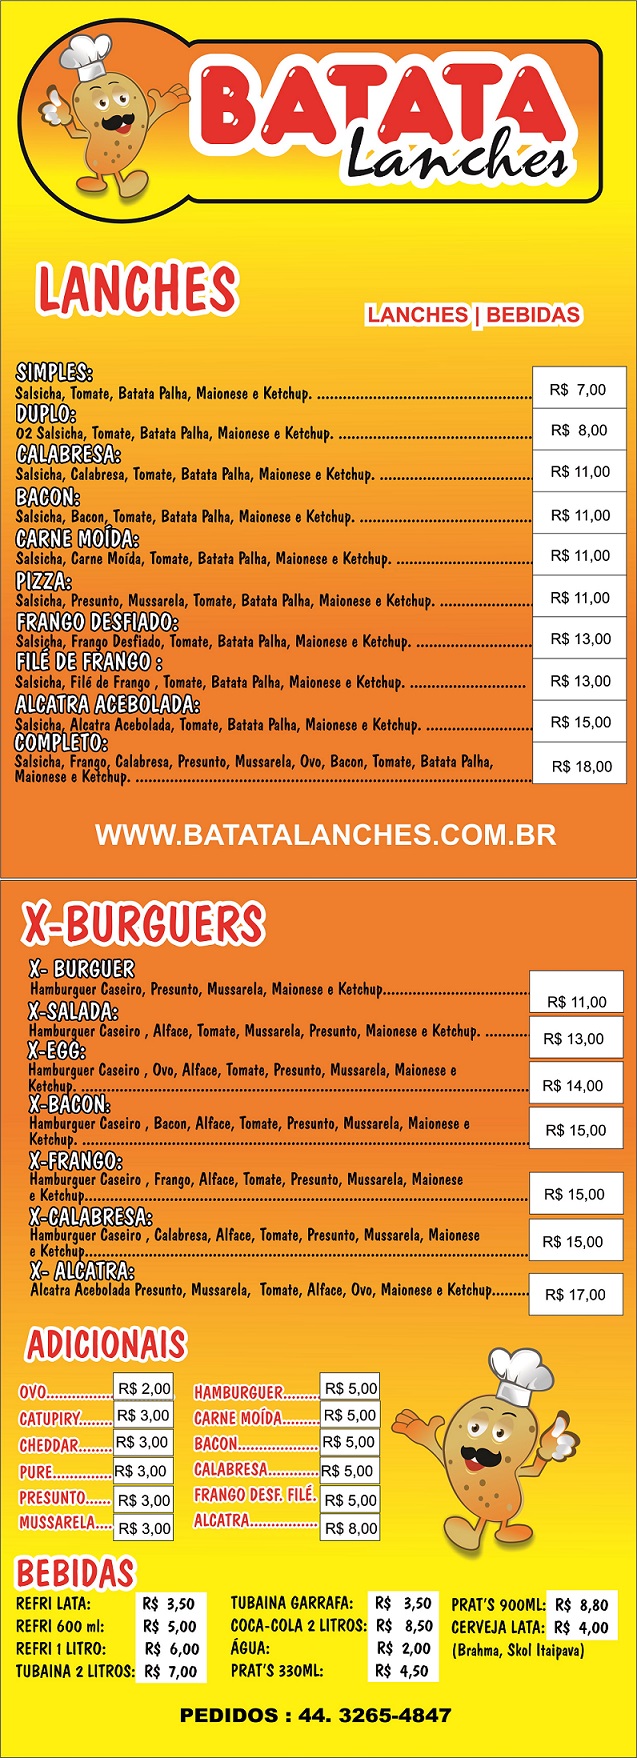 BATATA
Lanches
LANCHES
LANCHES | BEBIDAS
SIMPLES:
Salsicha, Tomate, Batata Palha, Maionese e Ketchup. R$ 7,00
DUPLO:
02 Salsicha, Tomate, Batata Palha, Maionese e Ketchup. R$ 8,00
CALABRESA:
Salsicha, Calabresa, Tomate, Batata Palha, Maionese e Ketchup. R$ 11,00
BACON:
Salsicha, Bacon, Tomate, Batata Palha, Maionese e Ketchup. R$ 11,00
CARNE MOÍDA:
Salsicha, Carne Moída, Tomate, Batata Palha, Maionese e Ketchup. R$ 11,00
PIZZA:
Salsicha, Presunto, Mussarela, Tomate, Batata Palha, Maionese e Ketchup. R$ 11,00
FRANGO DESFIADO:
Salsicha, Frango Desfiado, Tomate, Batata Palha, Maionese e Ketchup. R$ 13,00
FILÉ DE FRANGO :
Salsicha, Filé de Frango , Tomate, Batata Palha, Maionese e Ketchup. R$ 13,00
ALCATRA ACEBOLADA:
Salsicha, Alcatra Acebolada, Tomate, Batata Palha, Maionese e Ketchup. R$ 15,00
COMPLETO:
Salsicha, Frango, Calabresa, Presunto, Mussarela, Ovo, Bacon, Tomate, Batata Palha,
Maionese e Ketchup. R$ 18,00
WWW.BATATALANCHES.COM.BR
X-BURGUERS
X- BURGUER
Hamburguer Caseiro, Presunto, Mussarela, Maionese e Ketchup. R$ 11,00
X-SALADA:
Hamburguer Caseiro , Alface, Tomate, Mussarela, Presunto, Maionese e Ketchup. R$ 13,00
X-EGG:
Hamburguer Caseiro , Ovo, Alface, Tomate, Presunto, Mussarela, Maionese e
Ketchup. R$ 14,00
X-BACON:
Hamburguer Caseiro , Bacon, Alface, Tomate, Presunto, Mussarela, Maionese e
Ketchup. R$ 15,00
X-FRANGO:
Hamburguer Caseiro , Frango, Alface, Tomate, Presunto, Mussarela, Maionese
e Ketchup. R$ 15,00
X-CALABRESA:
Hamburguer Caseiro , Calabresa, Alface, Tomate, Presunto, Mussarela, Maionese
e Ketchup. R$ 15,00
X- ALCATRA:
Alcatra Acebolada Presunto, Mussarela, Tomate, Alface, Ovo, Maionese e Ketchup. R$ 17,00
ADICIONAIS
OVO R$ 2,00 HAMBURGUER R$ 5,00
CATUPIRY R$ 3,00 CARNE MOÍDA R$ 5,00
CHEDDAR R$ 3,00 BACON R$ 5,00
PURE R$ 3,00 CALABRESA R$ 5,00
PRESUNTO R$ 3,00 FRANGO DESF. FILÉ. R$ 5,00
MUSSARELA R$ 3,00 ALCATRA R$ 8,00
BEBIDAS
REFRI LATA: R$ 3,50 TUBAINA GARRAFA: R$ 3,50 PRAT'S 900ML: R$ 8,80
REFRI 600 ml: R$ 5,00 COCA-COLA 2 LITROS: R$ 8,50 CERVEJA LATA: R$ 4,00
REFRI 1 LITRO: R$ 6,00 ÁGUA: R$ 2,00 (Brahma, Skol Itaipava)
TUBAINA 2 LITROS: R$ 7,00 PRAT'S 330ML: R$ 4,50
PEDIDOS : 44. 3265-4847